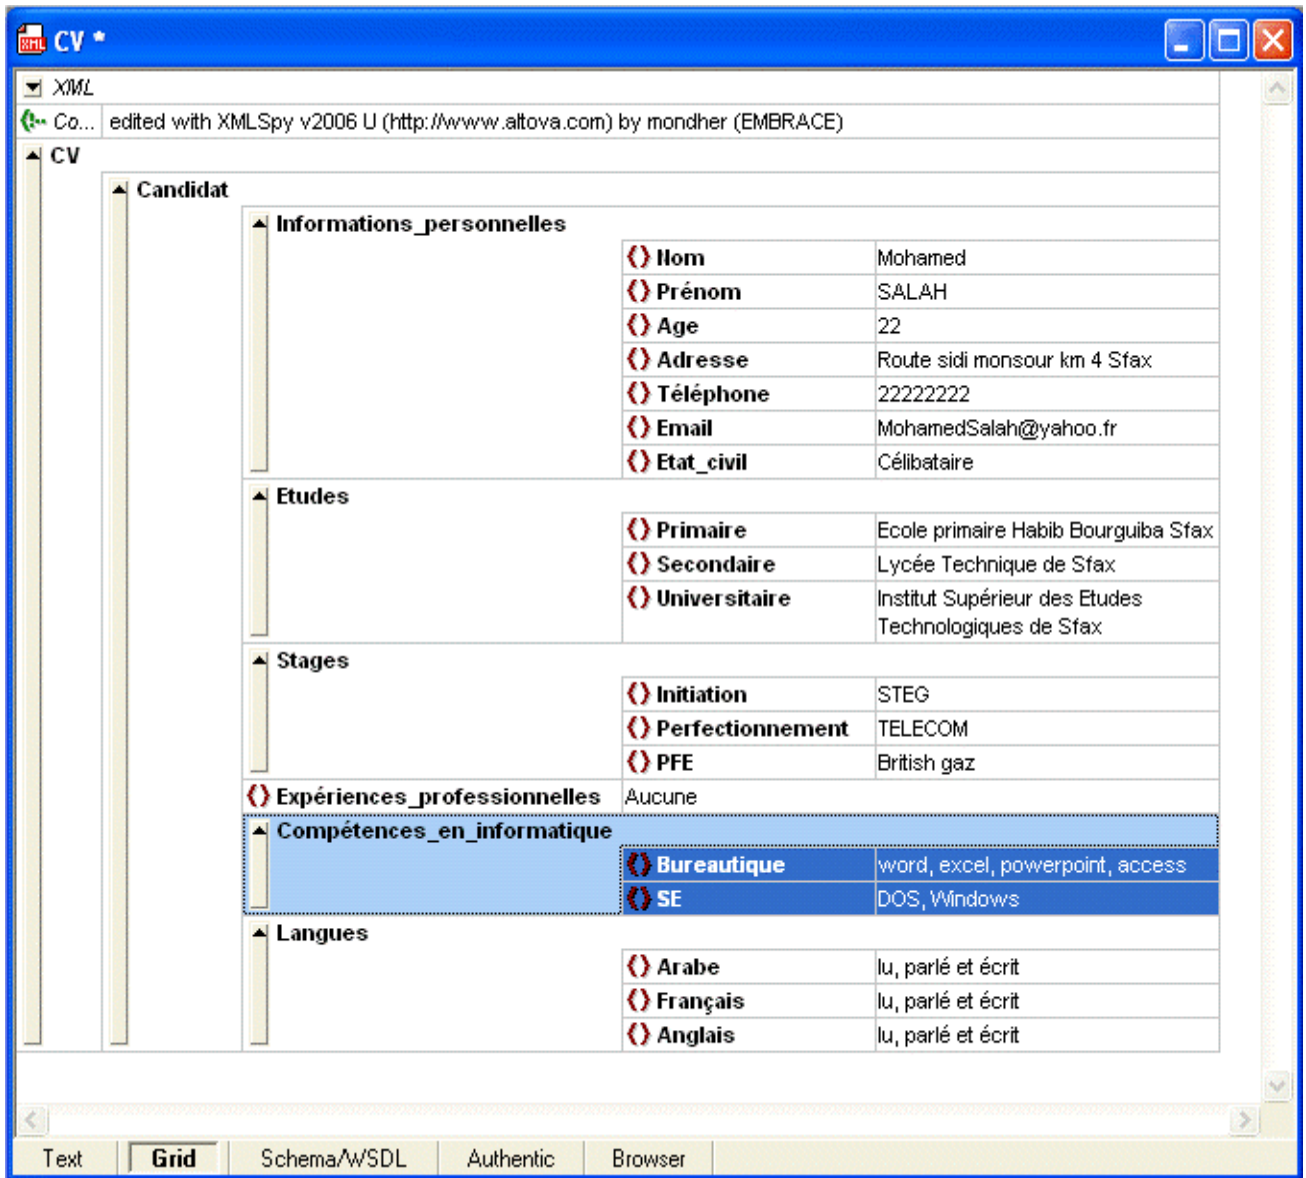 CV *
XML
Co... edited with XMLSpy v2006 U (http://www.altova.com) by mondher (EMBRACE)
CV
Candidat
Informations_personnelles
Nom Mohamed
Prénom SALAH
Age 22
Adresse Route sidi monsour km 4 Sfax
Téléphone 22222222
Email MohamedSalah@yahoo.fr
Etat_civil Célibataire
Etudes
Primaire Ecole primaire Habib Bourguiba Sfax
Secondaire Lycée Technique de Sfax
Universitaire Institut Supérieur des Etudes
Technologiques de Sfax
Stages
Initiation STEG
Perfectionnement TELECOM
PFE British gaz
Expériences_professionnelles Aucune
Compétences_en_informatique
Bureautique word, excel, powerpoint, access
SE DOS, Windows
Langues
Arabe lu, parlé et écrit
Français lu, parlé et écrit
Anglais lu, parlé et écrit
Text Grid Schema/WSDL Authentic Browser